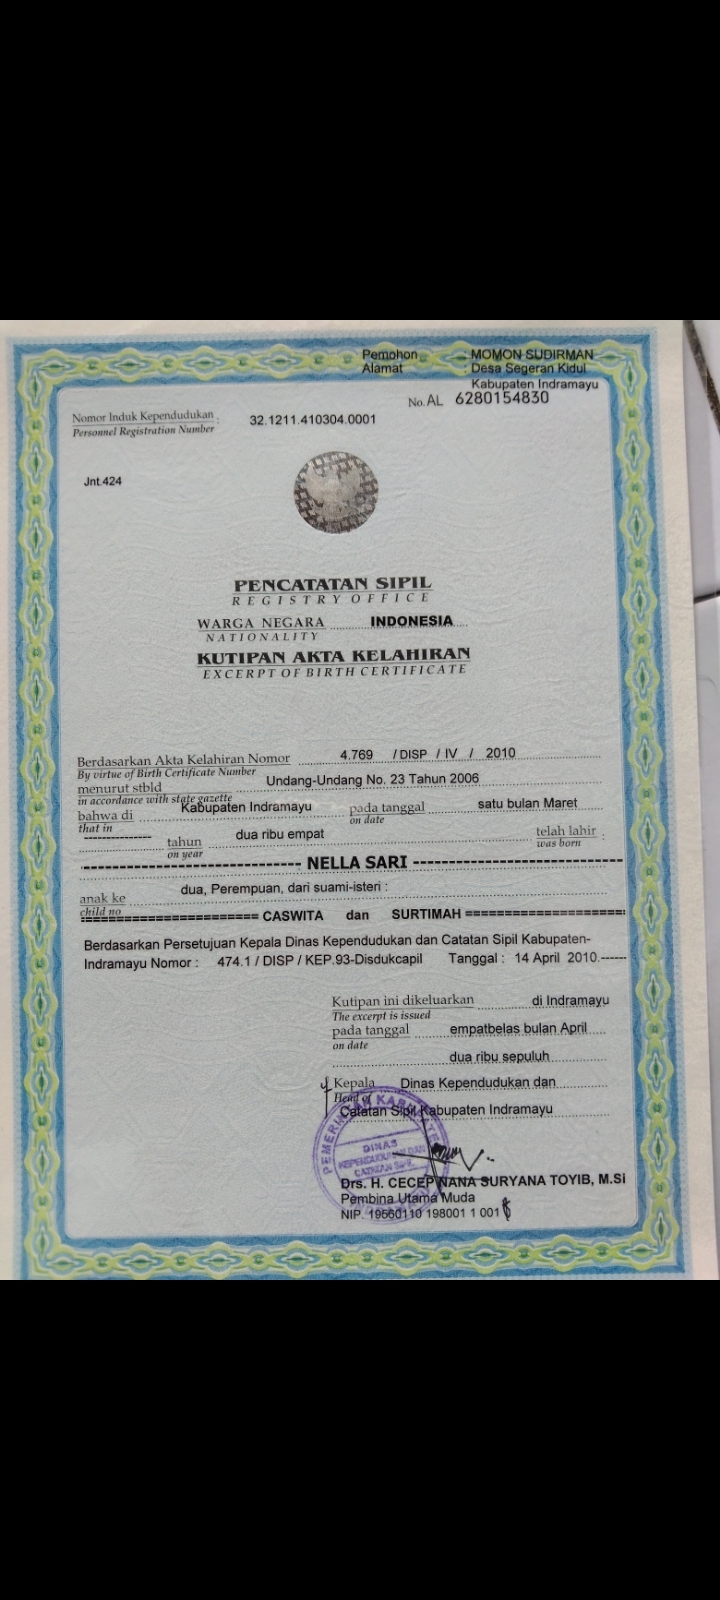 Pemohon : MOMON SUDIRMAN
Alamat : Desa Segeran Kidul
Kabupaten Indramayu
No. AL 6280154830
Nomor Induk Kependudukan : 32.1211.410304.0001
Personnel Registration Number
Jnt.424
PENCATATAN SIPIL
REGISTRY OFFICE
WARGA NEGARA INDONESIA
NATIONALITY
KUTIPAN AKTA KELAHIRAN
EXCERPT OF BIRTH CERTIFICATE
Berdasarkan Akta Kelahiran Nomor 4.769 / DISP / IV / 2010
By virtue of Birth Certificate Number
menurut stbld Undang-Undang No. 23 Tahun 2006
in accordance with state gazette
bahwa di Kabupaten Indramayu pada tanggal satu bulan Maret
that in on date
tahun dua ribu empat telah lahir :
on year was born
NELLA SARI
anak ke dua, Perempuan, dari suami-isteri :
child no
CASWITA dan SURTIMAH
Berdasarkan Persetujuan Kepala Dinas Kependudukan dan Catatan Sipil Kabupaten-
Indramayu Nomor : 474.1 / DISP / KEP.93-Disdukcapil Tanggal : 14 April 2010.------
Kutipan ini dikeluarkan di Indramayu
The excerpt is issued
pada tanggal empatbelas bulan April
on date
dua ribu sepuluh
Kepala Dinas Kependudukan dan
Head of
Catatan Sipil Kabupaten Indramayu
PEMERINTAH KABUPATEN
DINAS
KEPENDUDUKAN DAN
CATATAN SIPIL
Drs. H. CECEP NANA SURYANA TOYIB, M.Si
Pembina Utama Muda
NIP. 19560110 198001 1 001